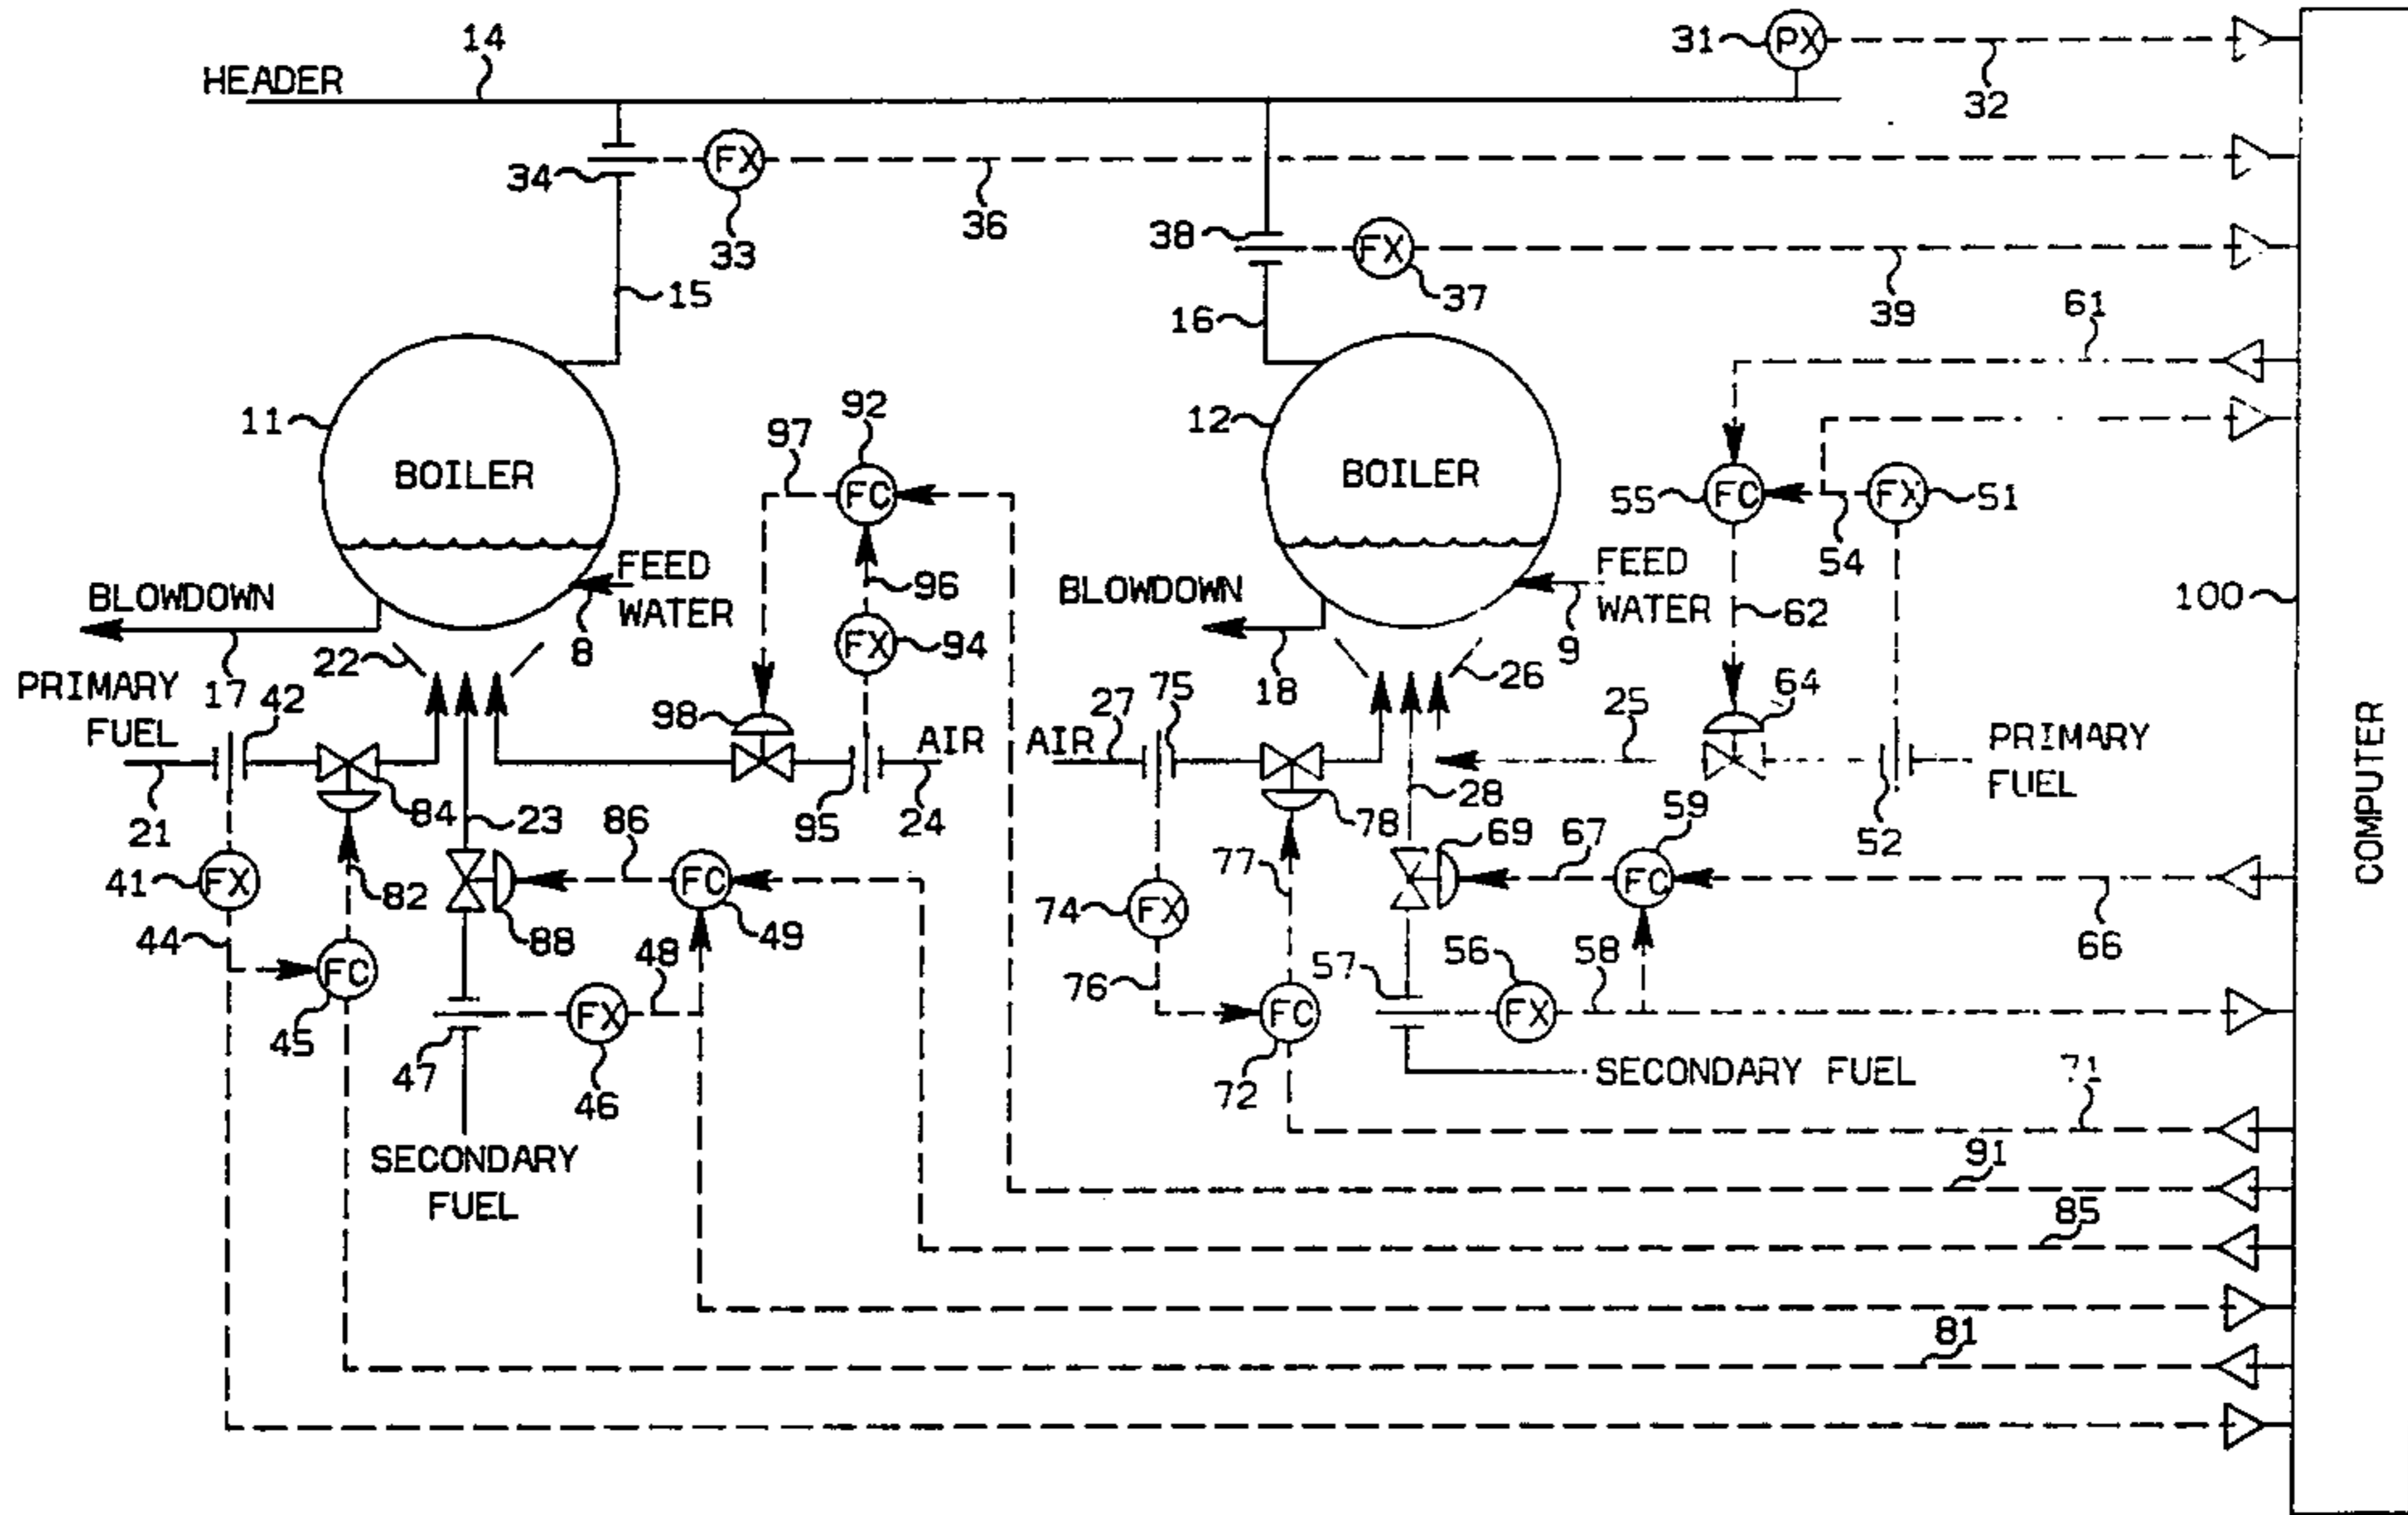 14
31
PX
HEADER
32
34
FX
33
36
38
FX
37
39
15
16
61
11
BOILER
97
92
FC
12
BOILER
55
FC
54
FX
51
96
FEED
WATER
8
BLOWDOWN
17
22
FX
94
FEED
WATER
9
BLOWDOWN
18
26
62
64
100
COMPUTER
PRIMARY
FUEL
42
98
AIR
AIR
27
75
25
PRIMARY
FUEL
21
84
23
95
24
78
28
69
67
59
52
41
FX
82
86
FC
49
88
74
FX
77
FC
66
44
FC
45
48
47
FX
46
76
FC
72
57
56
FX
58
SECONDARY FUEL
71
SECONDARY
FUEL
91
85
81